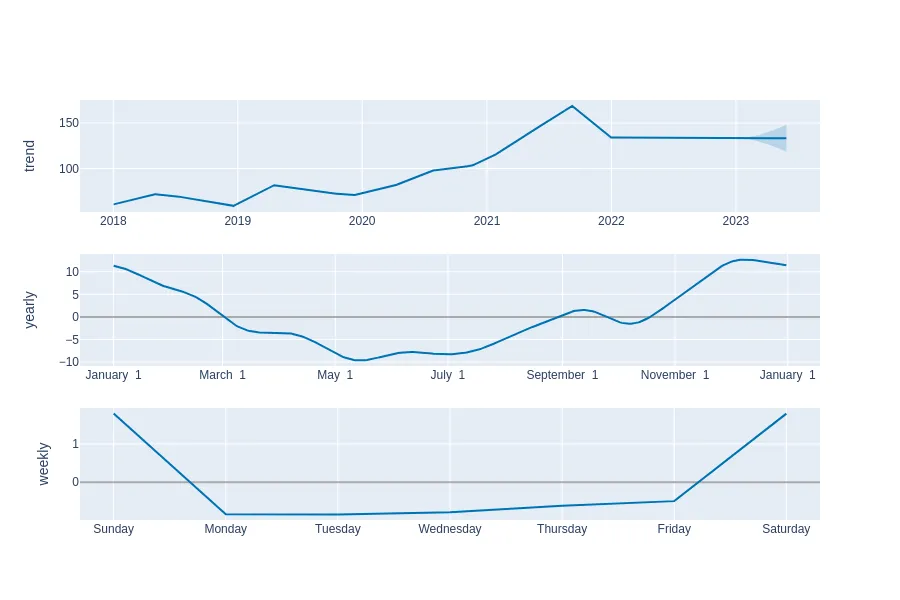 trend
150
100
2018 2019 2020 2021 2022 2023
yearly
10
5
0
−5
−10
January 1 March 1 May 1 July 1 September 1 November 1 January 1
weekly
1
0
Sunday Monday Tuesday Wednesday Thursday Friday Saturday